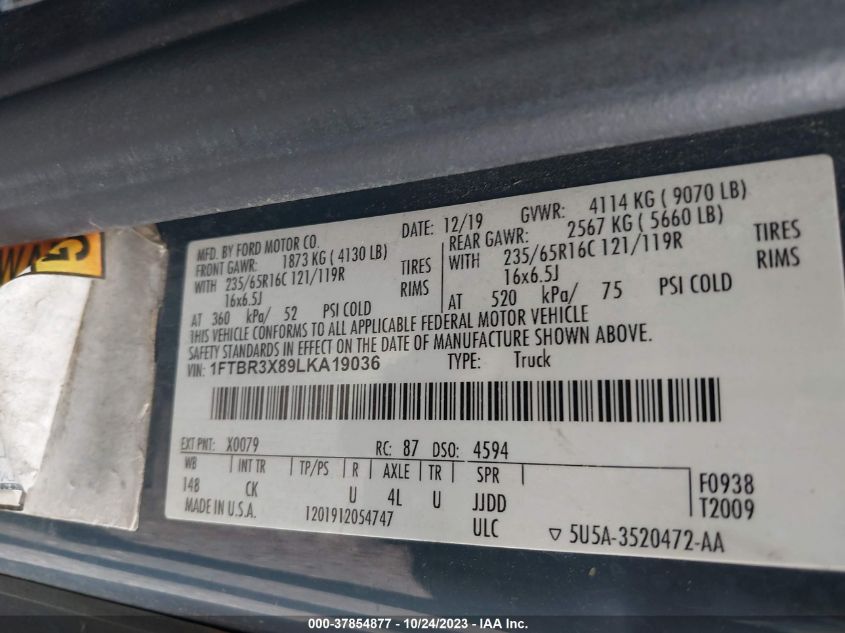 MFD. BY FORD MOTOR CO.
DATE: 12/19 GVWR: 4114 KG ( 9070 LB)
FRONT GAWR: 1873 KG ( 4130 LB)
REAR GAWR: 2567 KG ( 5660 LB)
WITH 235/65R16C 121/119R TIRES
WITH 235/65R16C 121/119R TIRES
16x6.5J RIMS
16x6.5J RIMS
AT 360 kPa/ 52 PSI COLD
AT 520 kPa/ 75 PSI COLD
THIS VEHICLE CONFORMS TO ALL APPLICABLE FEDERAL MOTOR VEHICLE
SAFETY STANDARDS IN EFFECT ON THE DATE OF MANUFACTURE SHOWN ABOVE.
VIN: 1FTBR3X89LKA19036 TYPE: Truck
EXT PNT: X0079 RC: 87 DSO: 4594
WB INT TR TP/PS R AXLE TR SPR
148 CK U 4L U JJDD
F0938
T2009
MADE IN U.S.A. 1201912054747 ULC
▽ 5U5A-3520472-AA
000-37854877 - 10/24/2023 - IAA Inc.